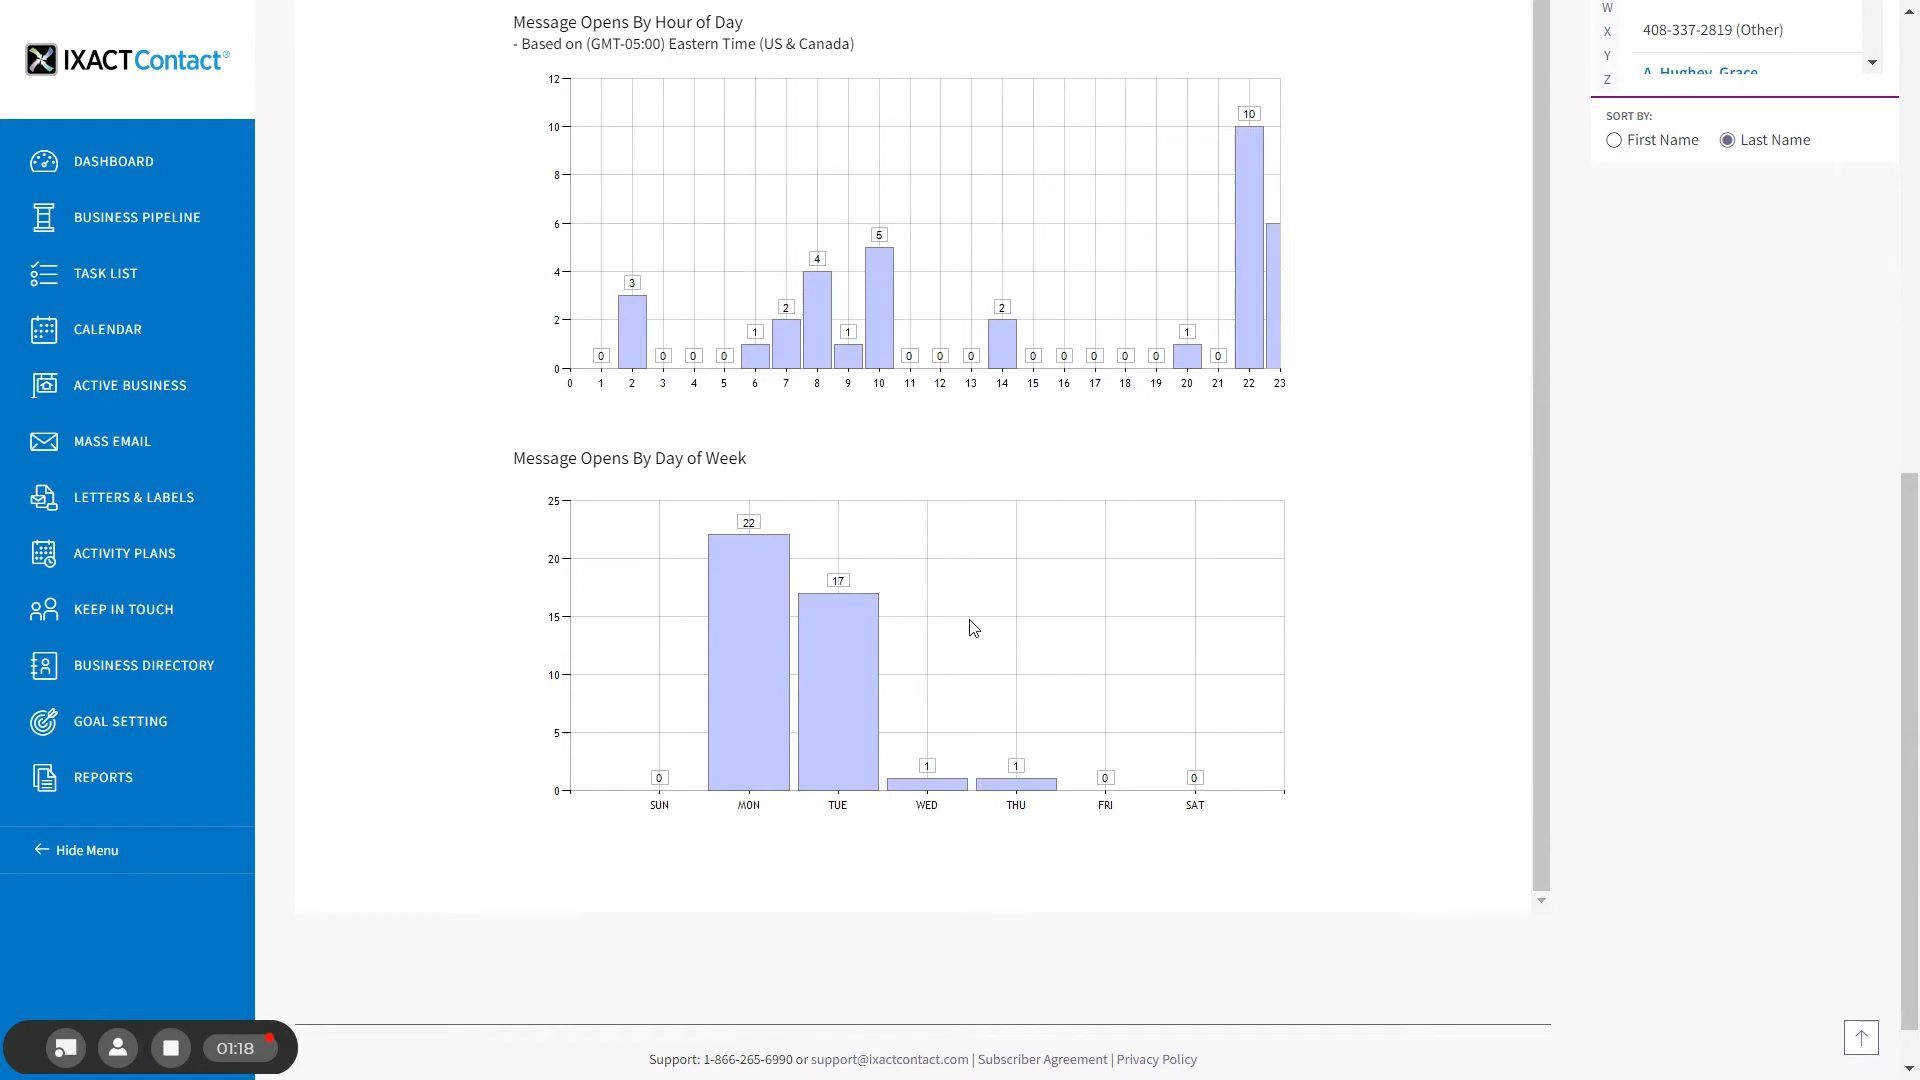 IXACTContact®
DASHBOARD
BUSINESS PIPELINE
TASK LIST
CALENDAR
ACTIVE BUSINESS
MASS EMAIL
LETTERS & LABELS
ACTIVITY PLANS
KEEP IN TOUCH
BUSINESS DIRECTORY
GOAL SETTING
REPORTS
Hide Menu
01:18
Message Opens By Hour of Day
- Based on (GMT-05:00) Eastern Time (US & Canada)
12
10
8
6
4
2
0
0 3 0 0 0 1 2 4 1 5 0 0 0 2 0 0 0 0 0 1 0 10
0 1 2 3 4 5 6 7 8 9 10 11 12 13 14 15 16 17 18 19 20 21 22 23
Message Opens By Day of Week
25
20
15
10
5
0
0 22 17 1 1 0 0
SUN MON TUE WED THU FRI SAT
W
X
Y
Z
408-337-2819 (Other)
A. Hughey, Grace
SORT BY:
First Name Last Name
Support: 1-866-265-6990 or support@ixactcontact.com | Subscriber Agreement | Privacy Policy